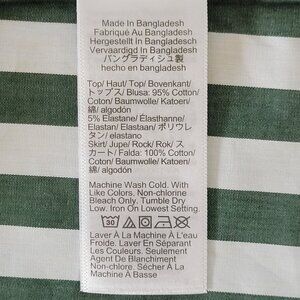 Made In Bangladesh
Fabriqué Au Bangladesh
Hergestellt In Bangladesch
Vervaardigd In Bangladesh
バングラディシュ製
hecho en bangladesh
Top/ Haut/ Top/ Bovenkant/
トップス/ Blusa: 95% Cotton/
Coton/ Baumwolle/ Katoen/
綿/ algodón
5% Elastane/ Élasthanne/
Elastan/ Elastaan/ ポリウレ
タン/ elastano
Skirt/ Jupe/ Rock/ Rok/ ス
カート/ Falda: 100% Cotton/
Coton/ Baumwolle/ Katoen/
綿/ algodón
Machine Wash Cold. With
Like Colors. Non-chlorine
Bleach Only. Tumble Dry
Low. Iron On Lowest Setting.
30
Laver À La Machine À L'eau
Froide. Laver En Séparant
Les Couleurs. Seulement
Agent De Blanchiment
Non-chloré. Sécher À La
Machine À Basse